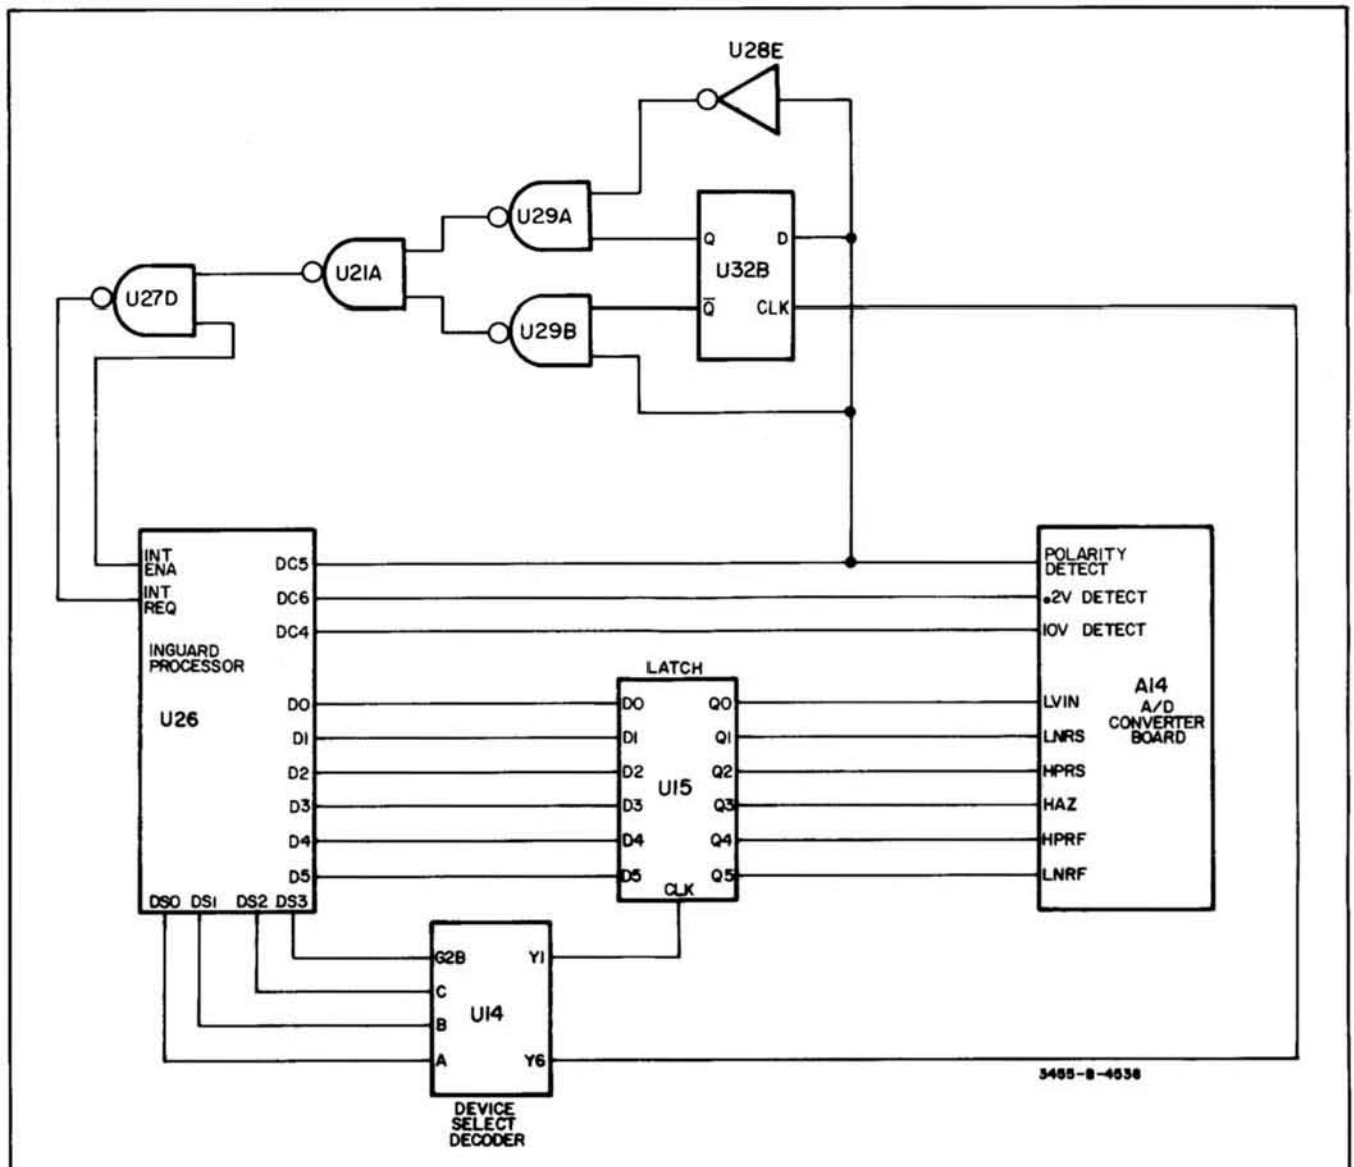 U28E
U29A
Q D
U32B
U21A
U27D
Q̅ CLK
U29B
INT
ENA
DC5
POLARITY
DETECT
INT
REQ
DC6
.2V DETECT
DC4
10V DETECT
INGUARD
PROCESSOR
U26
LATCH
A14
A/D
CONVERTER
BOARD
D0 D0 Q0 LVIN
D1 D1 Q1 LNRS
D2 D2 Q2 HPRS
U15
D3 D3 Q3 HAZ
D4 D4 Q4 HPRF
D5 D5 Q5 LNRF
CLK
DS0 DS1 DS2 DS3
G2B Y1
C
U14
B
A Y6
3455-B-4538
DEVICE
SELECT
DECODER